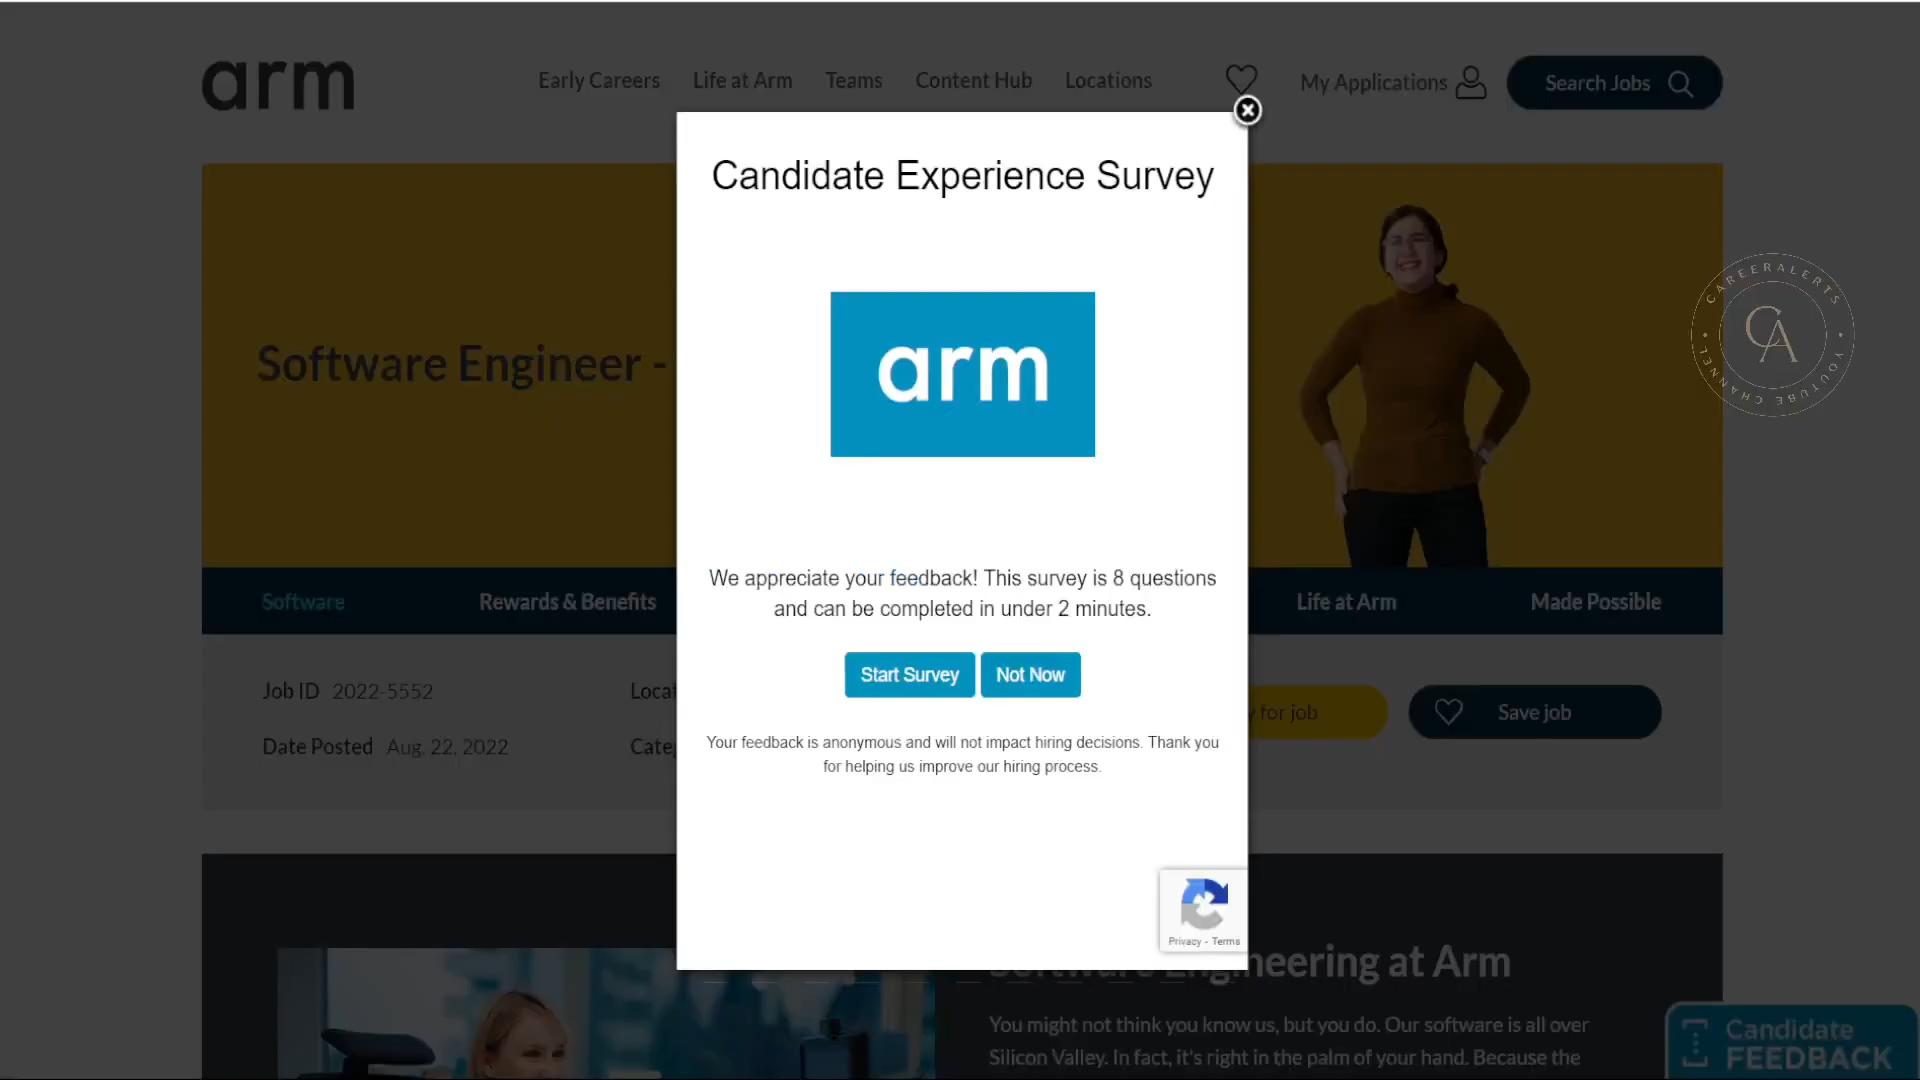 arm
Early Careers
Life at Arm
Teams
Content Hub
Locations
My Applications
Search Jobs
Candidate Experience Survey
CAREERALERTS
CA
YOUTUBE CHANNEL
arm
Software Engineer -
We appreciate your feedback! This survey is 8 questions
and can be completed in under 2 minutes.
Software
Rewards & Benefits
Life at Arm
Made Possible
Start Survey
Not Now
Job ID 2022-5552
for job
Save job
Date Posted Aug. 22, 2022
Your feedback is anonymous and will not impact hiring decisions. Thank you
for helping us improve our hiring process.
Privacy - Terms
Software Engineering at Arm
You might not think you know us, but you do. Our software is all over
Silicon Valley. In fact, it's right in the palm of your hand. Because the
Candidate
FEEDBACK